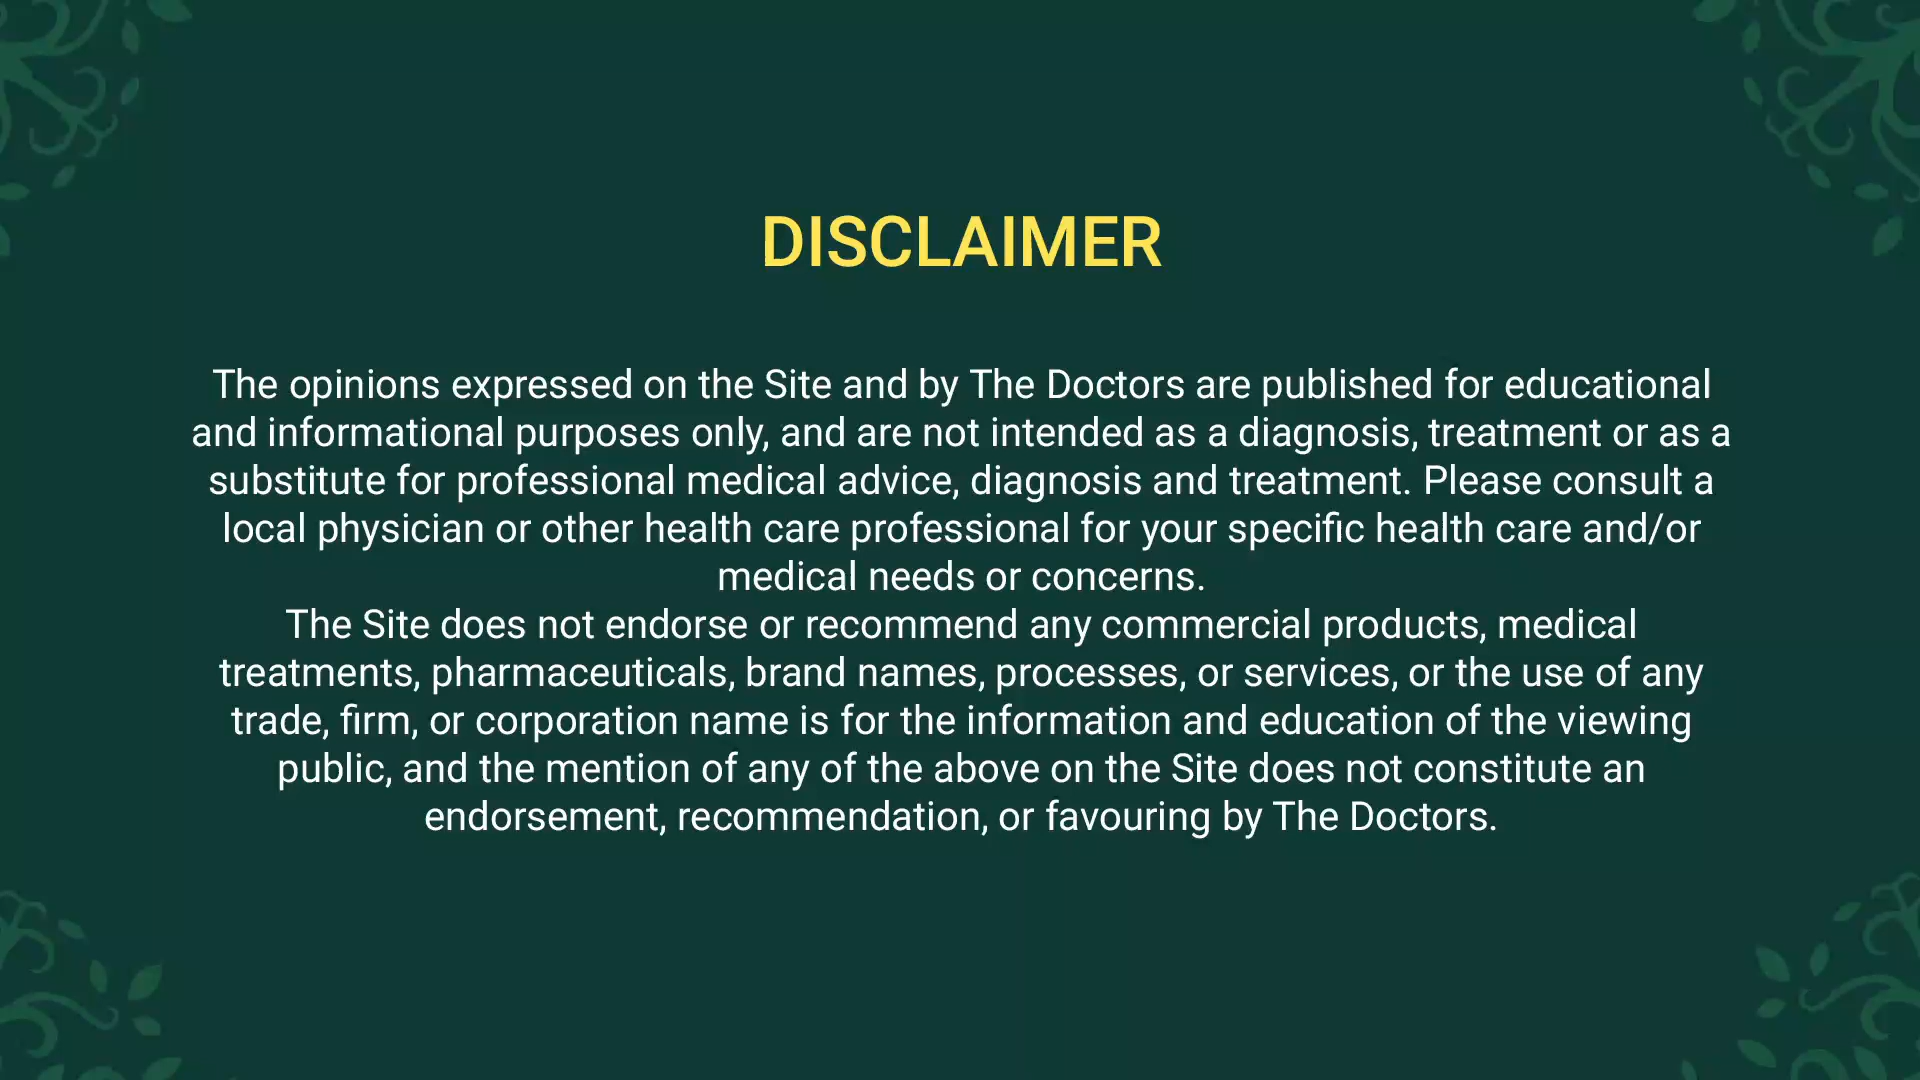 DISCLAIMER
The opinions expressed on the Site and by The Doctors are published for educational
and informational purposes only, and are not intended as a diagnosis, treatment or as a
substitute for professional medical advice, diagnosis and treatment. Please consult a
local physician or other health care professional for your specific health care and/or
medical needs or concerns.
The Site does not endorse or recommend any commercial products, medical
treatments, pharmaceuticals, brand names, processes, or services, or the use of any
trade, firm, or corporation name is for the information and education of the viewing
public, and the mention of any of the above on the Site does not constitute an
endorsement, recommendation, or favouring by The Doctors.